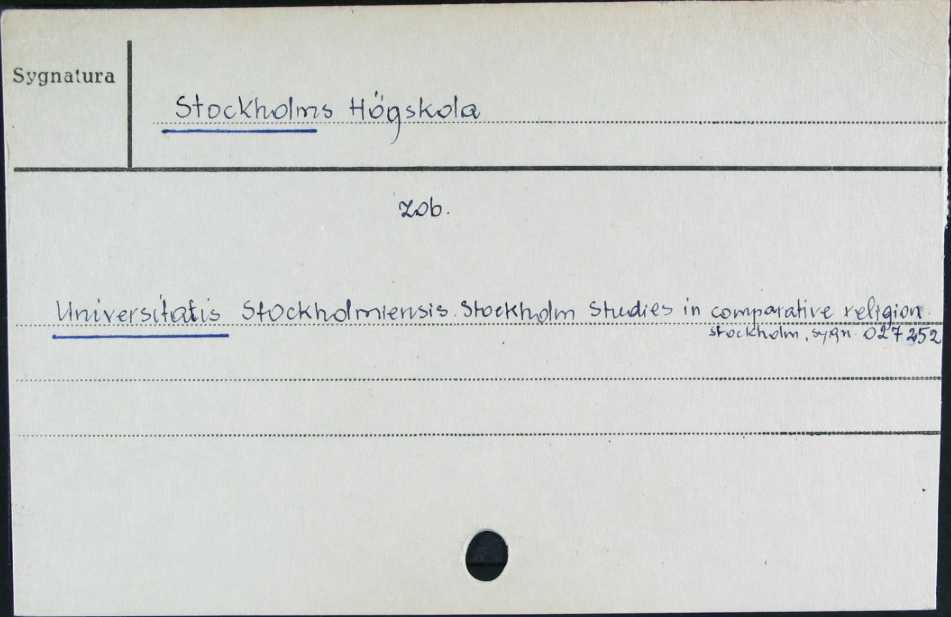 Sygnatura
Stockholms Högskola
zob.
Universitatis Stockholmiensis. Stockholm studies in comparative religion.
Stockholm, sygn. 027252